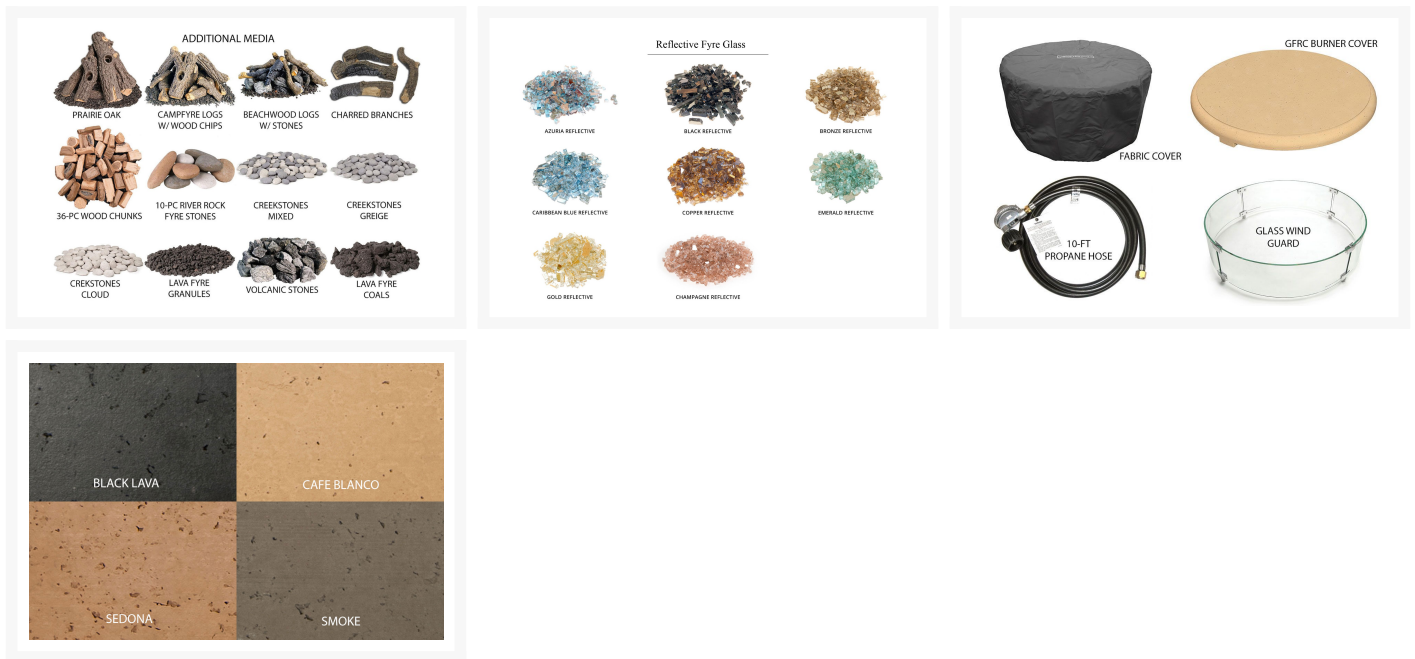 ADDITIONAL MEDIA
PRAIRIE OAK
CAMPFYRE LOGS
W/ WOOD CHIPS
BEACHWOOD LOGS
W/ STONES
CHARRED BRANCHES
36-PC WOOD CHUNKS
10-PC RIVER ROCK
FYRE STONES
CREEKSTONES
MIXED
CREEKSTONES
GREIGE
CREKSTONES
CLOUD
LAVA FYRE
GRANULES
VOLCANIC STONES
LAVA FYRE
COALS
Reflective Fyre Glass
AZURIA REFLECTIVE
BLACK REFLECTIVE
BRONZE REFLECTIVE
CARIBBEAN BLUE REFLECTIVE
COPPER REFLECTIVE
EMERALD REFLECTIVE
GOLD REFLECTIVE
CHAMPAGNE REFLECTIVE
GFRC BURNER COVER
FABRIC COVER
10-FT
PROPANE HOSE
GLASS WIND
GUARD
BLACK LAVA
CAFE BLANCO
SEDONA
SMOKE